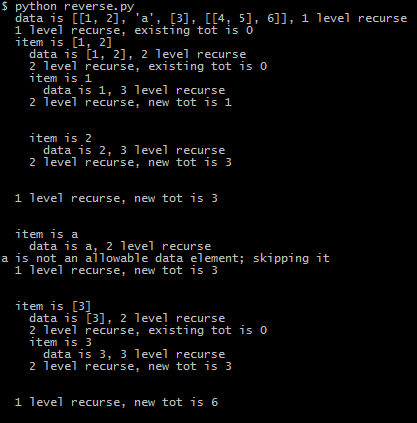 $ python reverse.py
  data is [[1, 2], 'a', [3], [[4, 5], 6]], 1 level recurse
  1 level recurse, existing tot is 0
  item is [1, 2]
    data is [1, 2], 2 level recurse
    2 level recurse, existing tot is 0
    item is 1
      data is 1, 3 level recurse
    2 level recurse, new tot is 1
    item is 2
      data is 2, 3 level recurse
    2 level recurse, new tot is 3
  1 level recurse, new tot is 3
  item is a
    data is a, 2 level recurse
a is not an allowable data element; skipping it
  1 level recurse, new tot is 3
  item is [3]
    data is [3], 2 level recurse
    2 level recurse, existing tot is 0
    item is 3
      data is 3, 3 level recurse
    2 level recurse, new tot is 3
  1 level recurse, new tot is 6